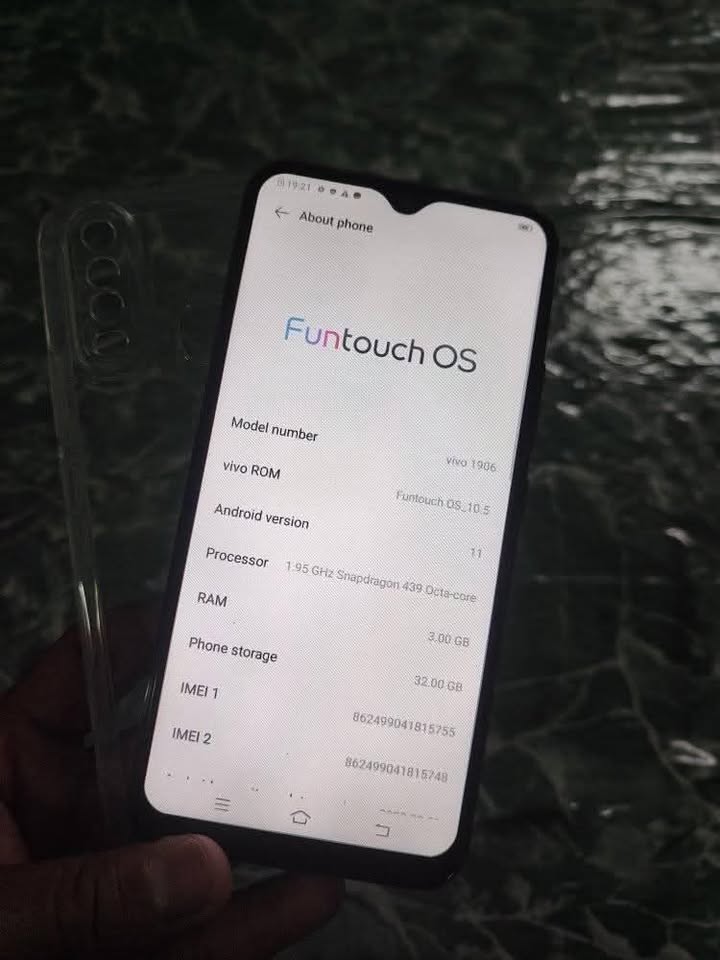 19:21
About phone
Funtouch OS
Model number vivo 1906
vivo ROM Funtouch OS_10.5
Android version 11
Processor 1.95 GHz Snapdragon 439 Octa-core
RAM 3.00 GB
Phone storage 32.00 GB
IMEI 1 862499041815755
IMEI 2 862499041815748